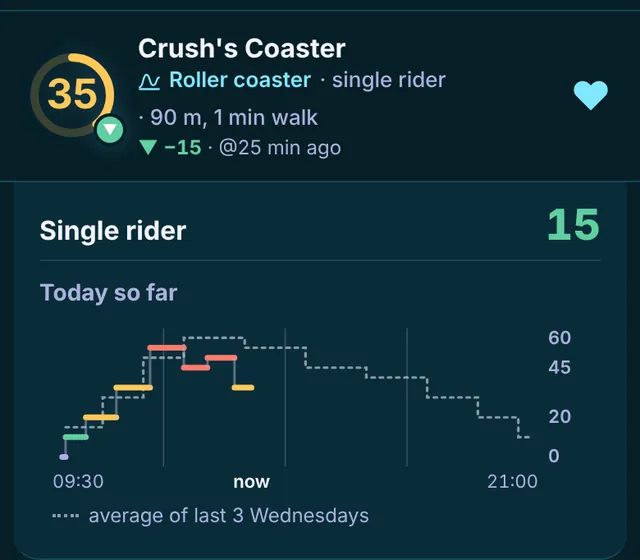 35
Crush's Coaster
Roller coaster · single rider
· 90 m, 1 min walk
▼ −15 · @25 min ago
Single rider
15
Today so far
60
45
20
0
09:30
now
21:00
average of last 3 Wednesdays